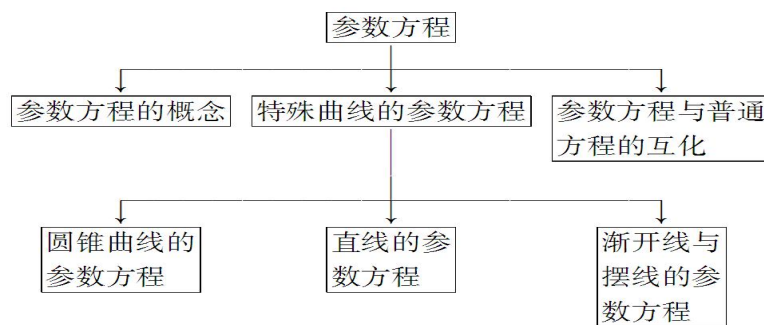 参数方程
参数方程的概念
特殊曲线的参数方程
参数方程与普通
方程的互化
圆锥曲线的
参数方程
直线的参
数方程
渐开线与
摆线的参
数方程